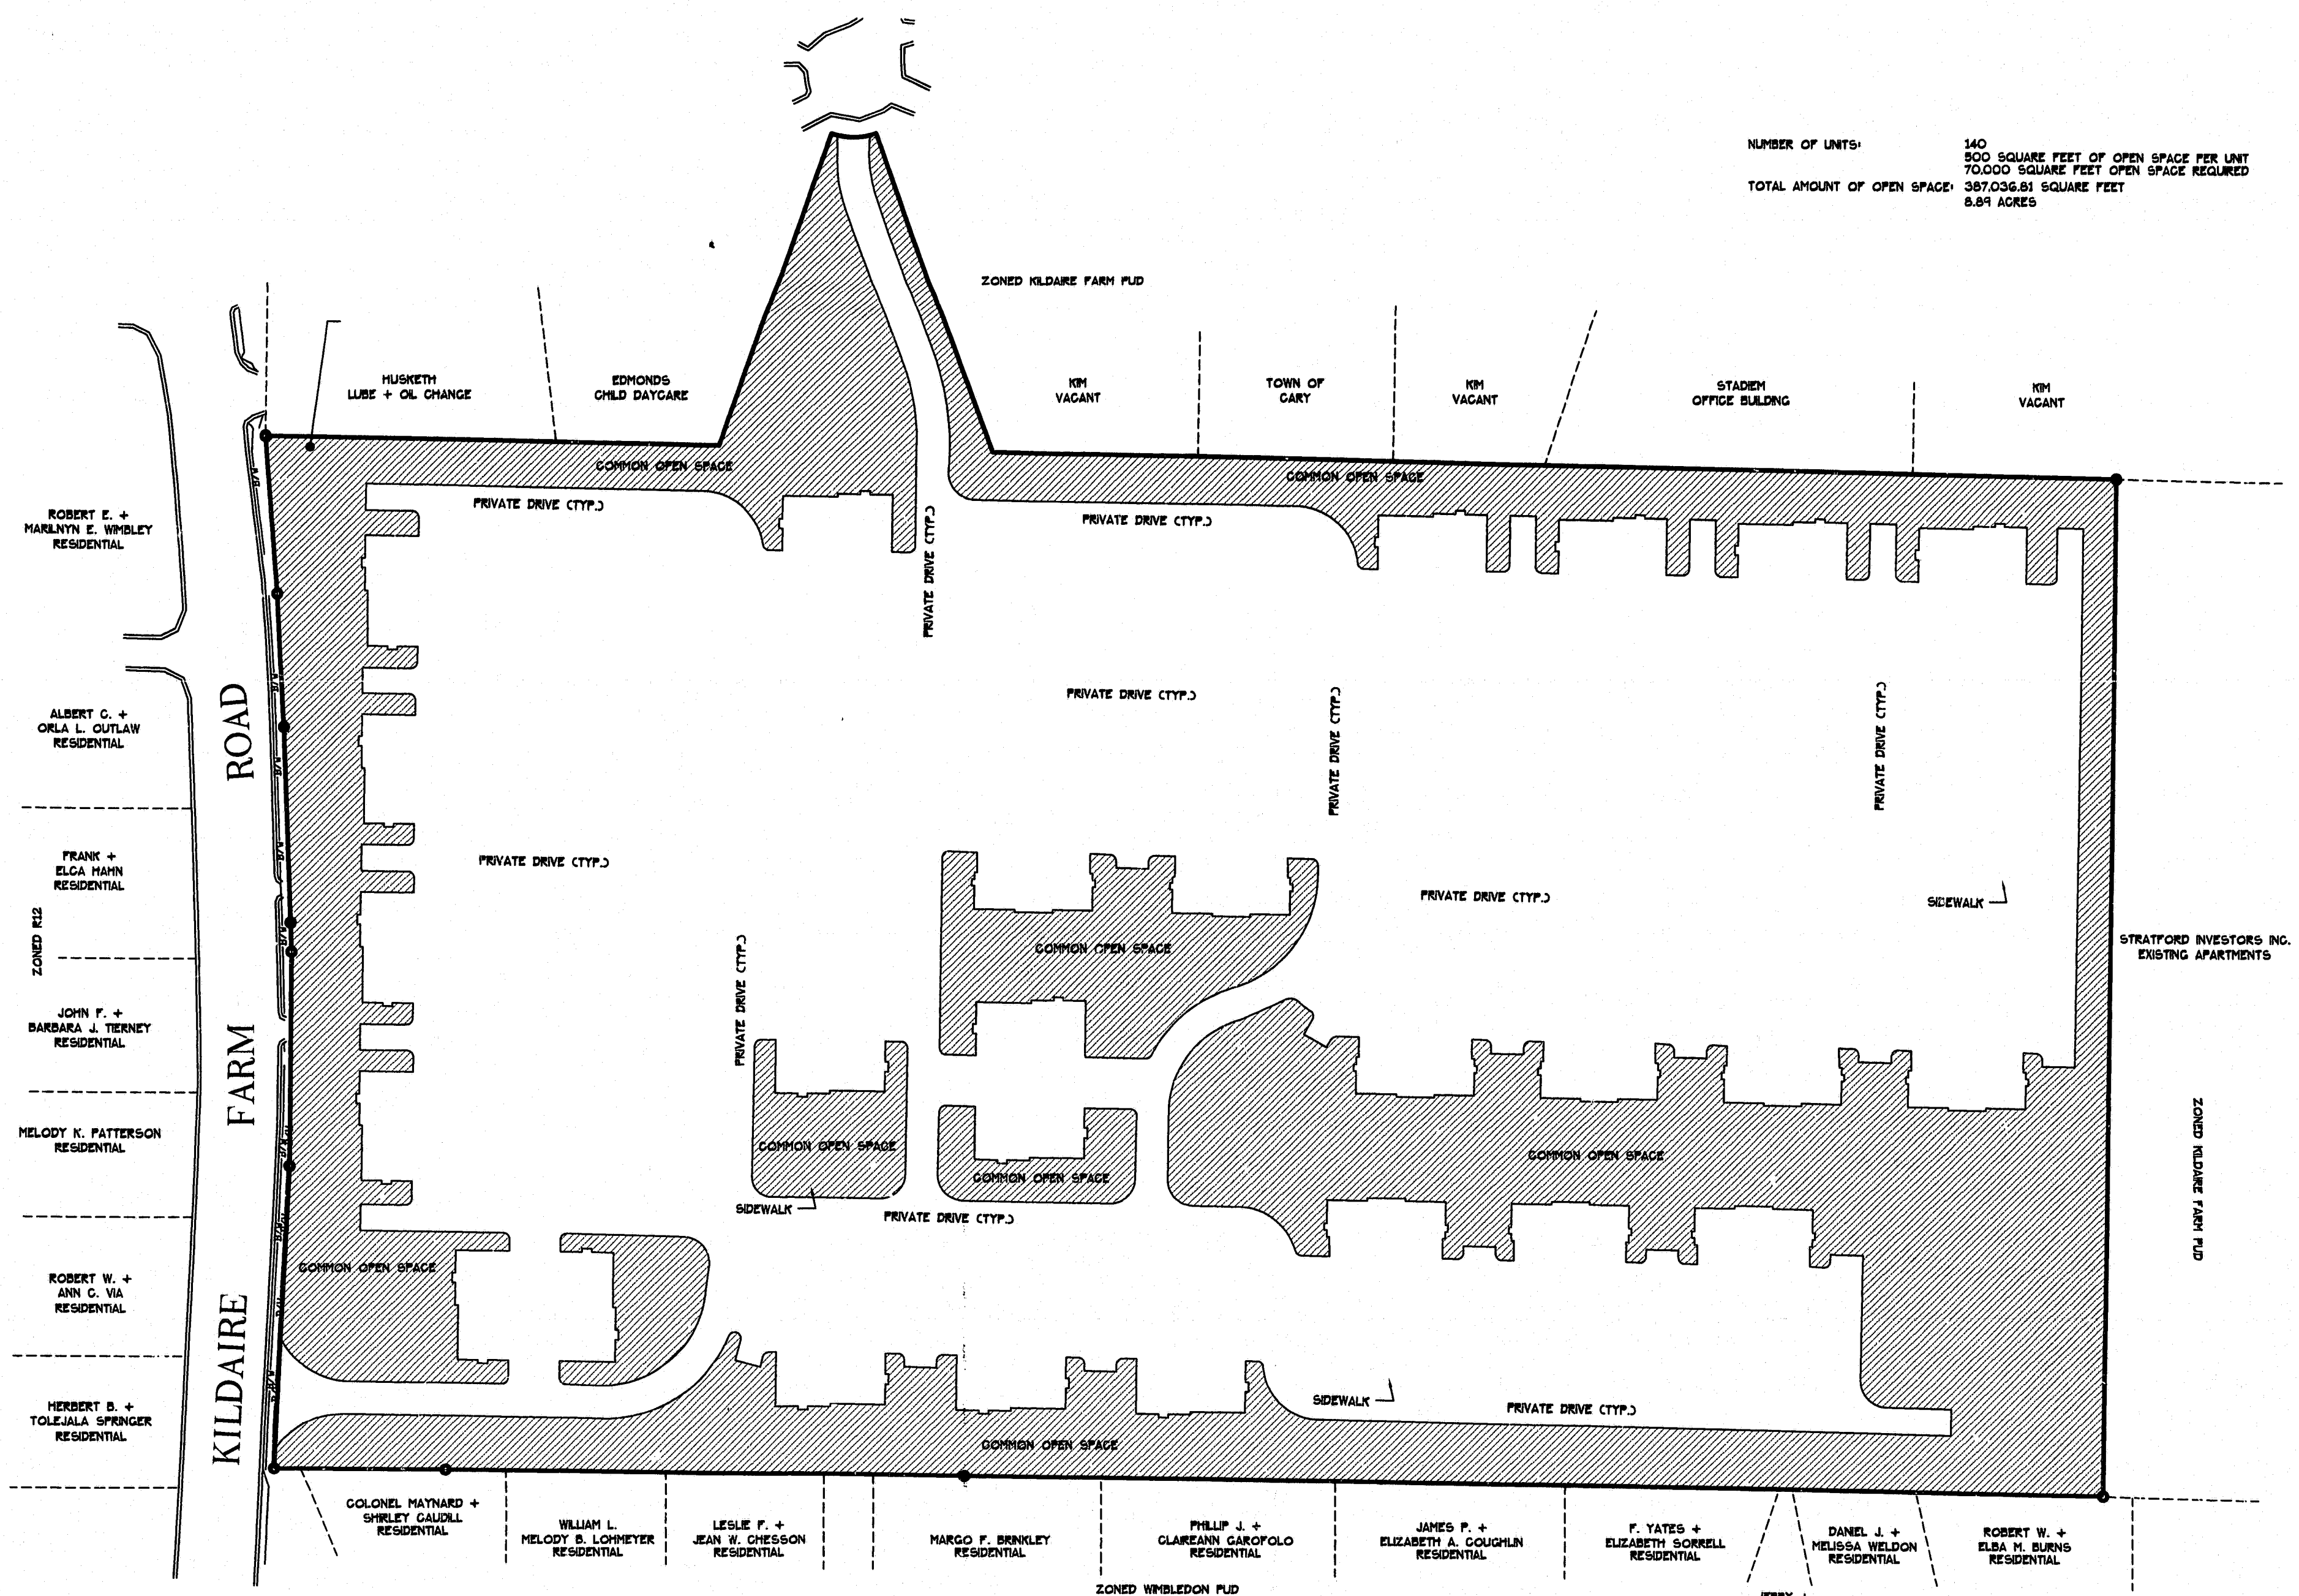 NUMBER OF UNITS: 140
500 SQUARE FEET OF OPEN SPACE PER UNIT
70,000 SQUARE FEET OPEN SPACE REQUIRED
TOTAL AMOUNT OF OPEN SPACE: 387,036.81 SQUARE FEET
8.89 ACRES
ZONED KILDAIRE FARM PUD
HUSKETH
LUBE + OIL CHANGE
EDMONDS
CHILD DAYCARE
KIM
VACANT
TOWN OF
CARY
KIM
VACANT
STADIEM
OFFICE BUILDING
KIM
VACANT
COMMON OPEN SPACE
COMMON OPEN SPACE
PRIVATE DRIVE (TYP.)
PRIVATE DRIVE (TYP.)
PRIVATE DRIVE (TYP.)
ROBERT E. +
MARILNYN E. WIMBLEY
RESIDENTIAL
ALBERT C. +
ORLA L. OUTLAW
RESIDENTIAL
PRIVATE DRIVE (TYP.)
PRIVATE DRIVE (TYP.)
PRIVATE DRIVE (TYP.)
FRANK +
ELCA HAHN
RESIDENTIAL
PRIVATE DRIVE (TYP.)
PRIVATE DRIVE (TYP.)
SIDEWALK
ZONED R12
COMMON OPEN SPACE
STRATFORD INVESTORS INC.
EXISTING APARTMENTS
PRIVATE DRIVE (TYP.)
JOHN F. +
BARBARA J. TIERNEY
RESIDENTIAL
KILDAIRE FARM ROAD
MELODY K. PATTERSON
RESIDENTIAL
COMMON OPEN SPACE
COMMON OPEN SPACE
COMMON OPEN SPACE
ZONED KILDAIRE FARM PUD
SIDEWALK
PRIVATE DRIVE (TYP.)
COMMON OPEN SPACE
ROBERT W. +
ANN C. VIA
RESIDENTIAL
HERBERT B. +
TOLEJALA SPRINGER
RESIDENTIAL
SIDEWALK
PRIVATE DRIVE (TYP.)
COMMON OPEN SPACE
COLONEL MAYNARD +
SHIRLEY CAUDILL
RESIDENTIAL
WILLIAM L.
MELODY B. LOHMEYER
RESIDENTIAL
LESLIE F. +
JEAN W. CHESSON
RESIDENTIAL
MARGO F. BRINKLEY
RESIDENTIAL
PHILLIP J. +
CLAIREANN GAROFOLO
RESIDENTIAL
JAMES P. +
ELIZABETH A. COUGHLIN
RESIDENTIAL
F. YATES +
ELIZABETH SORRELL
RESIDENTIAL
DANIEL J. +
MELISSA WELDON
RESIDENTIAL
ROBERT W. +
ELBA M. BURNS
RESIDENTIAL
ZONED WIMBLEDON PUD